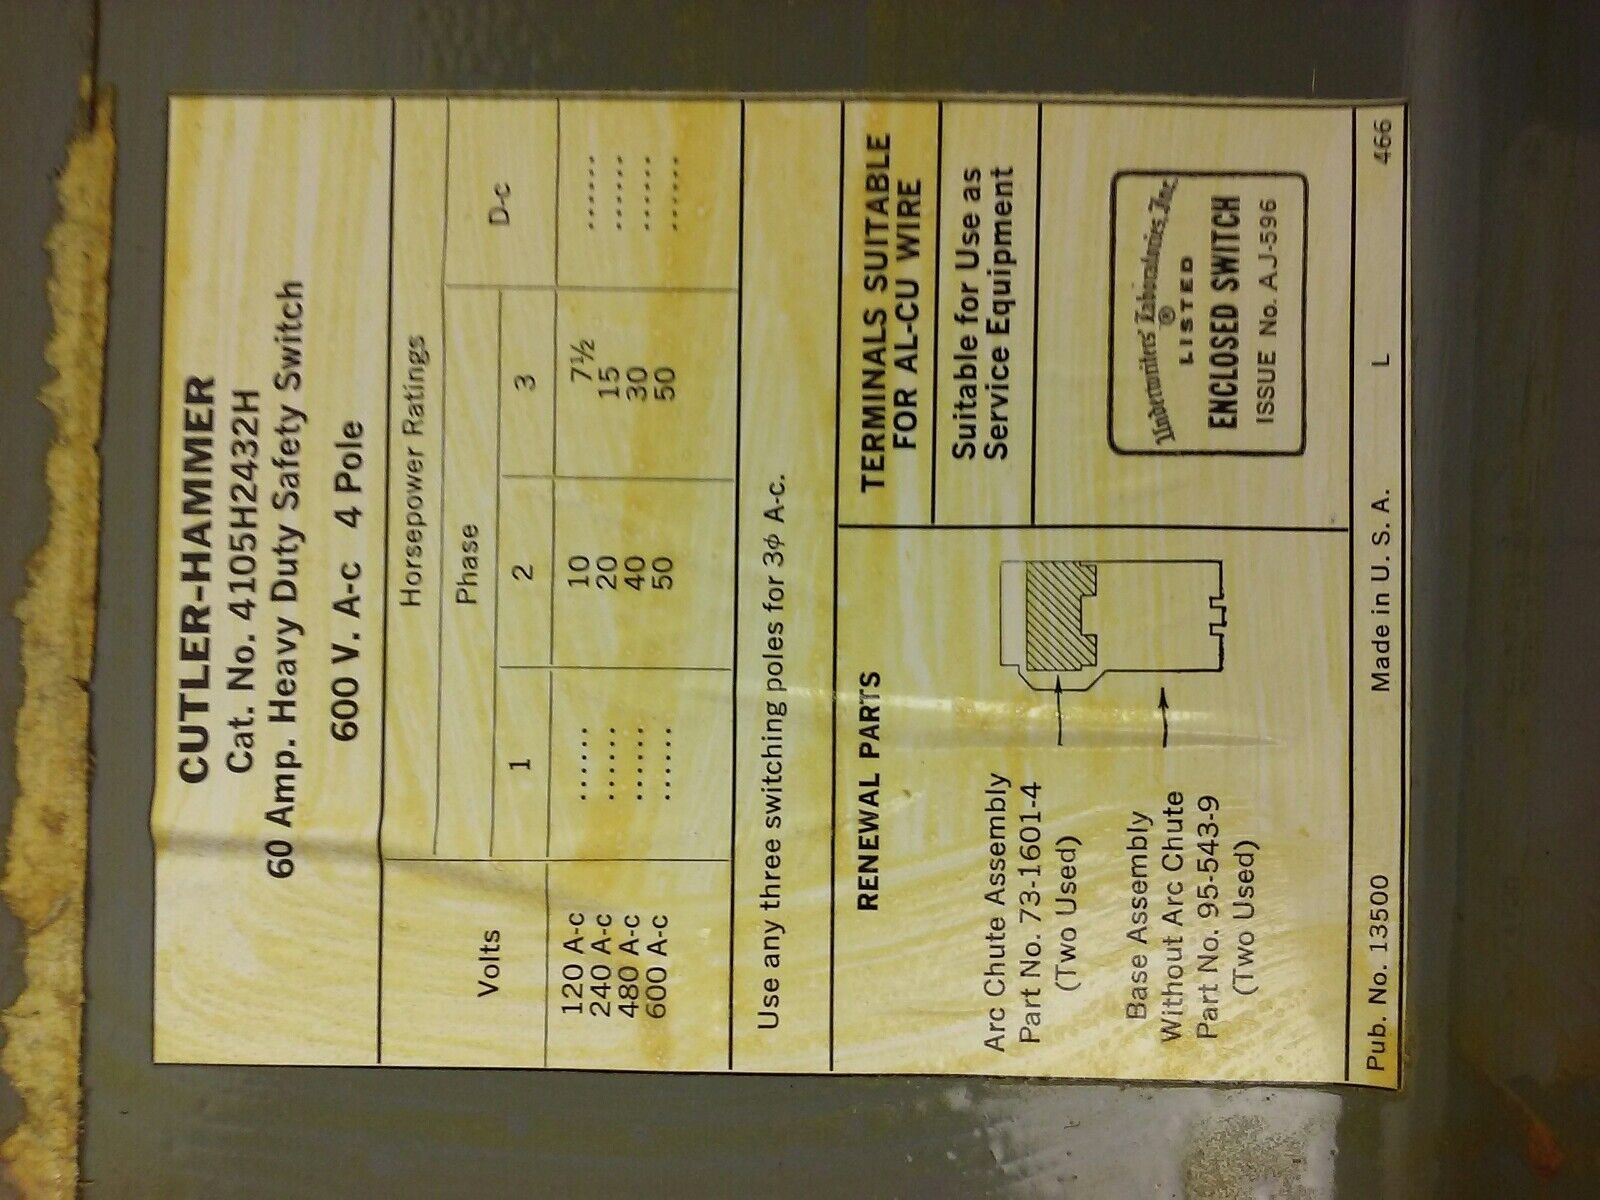 CUTLER-HAMMER
Cat. No. 4105H2432H
60 Amp. Heavy Duty Safety Switch
600 V. A-c 4 Pole
Horsepower Ratings
Volts Phase D-c
1 2 3
120 A-c ...... 10 7½ ......
240 A-c ...... 20 15 ......
480 A-c ...... 40 30 ......
600 A-c ...... 50 50 ......
Use any three switching poles for 3ϕ A-c.
RENEWAL PARTS
Arc Chute Assembly
Part No. 73-1601-4
(Two Used)
Base Assembly
Without Arc Chute
Part No. 95-543-9
(Two Used)
TERMINALS SUITABLE
FOR AL-CU WIRE
Suitable for Use as
Service Equipment
Underwriters' Laboratories Inc.
®
LISTED
ENCLOSED SWITCH
ISSUE No. AJ-596
Pub. No. 13500 Made in U. S. A. L 466